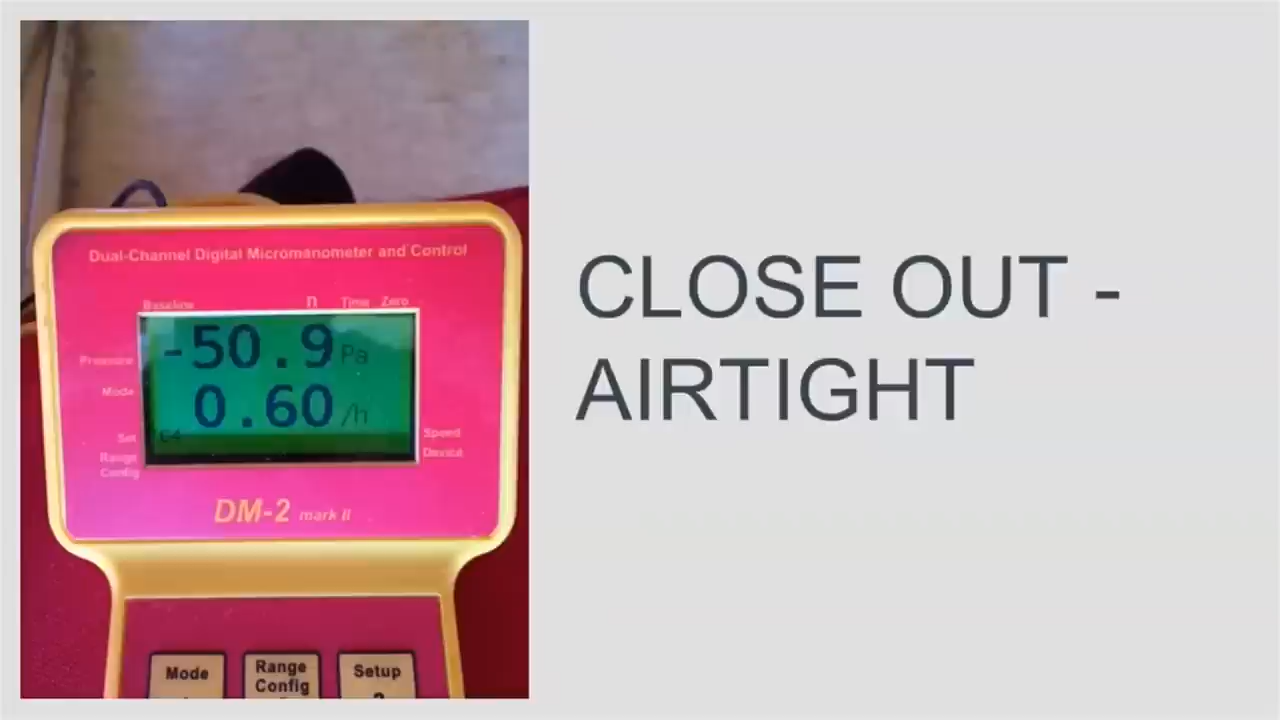 Dual-Channel Digital Micromanometer and Control
Baseline n Time Zero
Pressure -50.9 Pa
Mode 0.60 /h
Set C4 Speed
Range Device
Config
DM-2 mark II
Mode Range Config Setup
CLOSE OUT -
AIRTIGHT